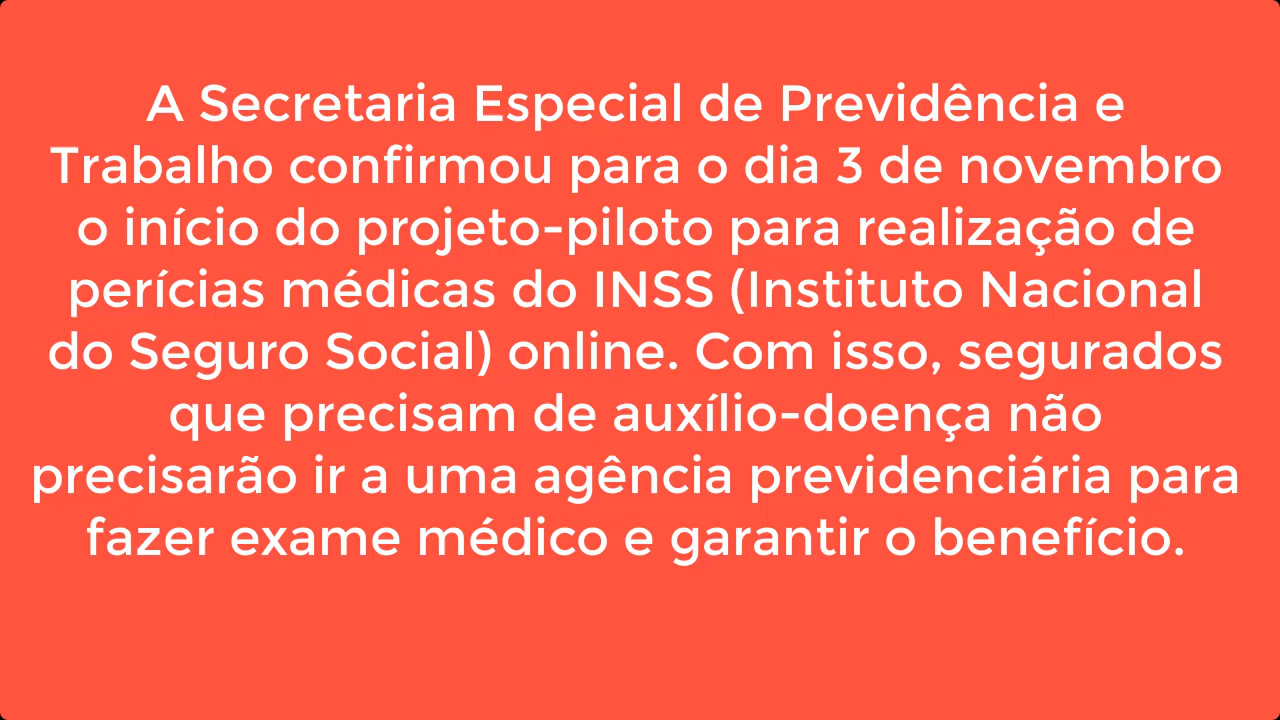 A Secretaria Especial de Previdência e
Trabalho confirmou para o dia 3 de novembro
o início do projeto-piloto para realização de
perícias médicas do INSS (Instituto Nacional
do Seguro Social) online. Com isso, segurados
que precisam de auxílio-doença não
precisarão ir a uma agência previdenciária para
fazer exame médico e garantir o benefício.